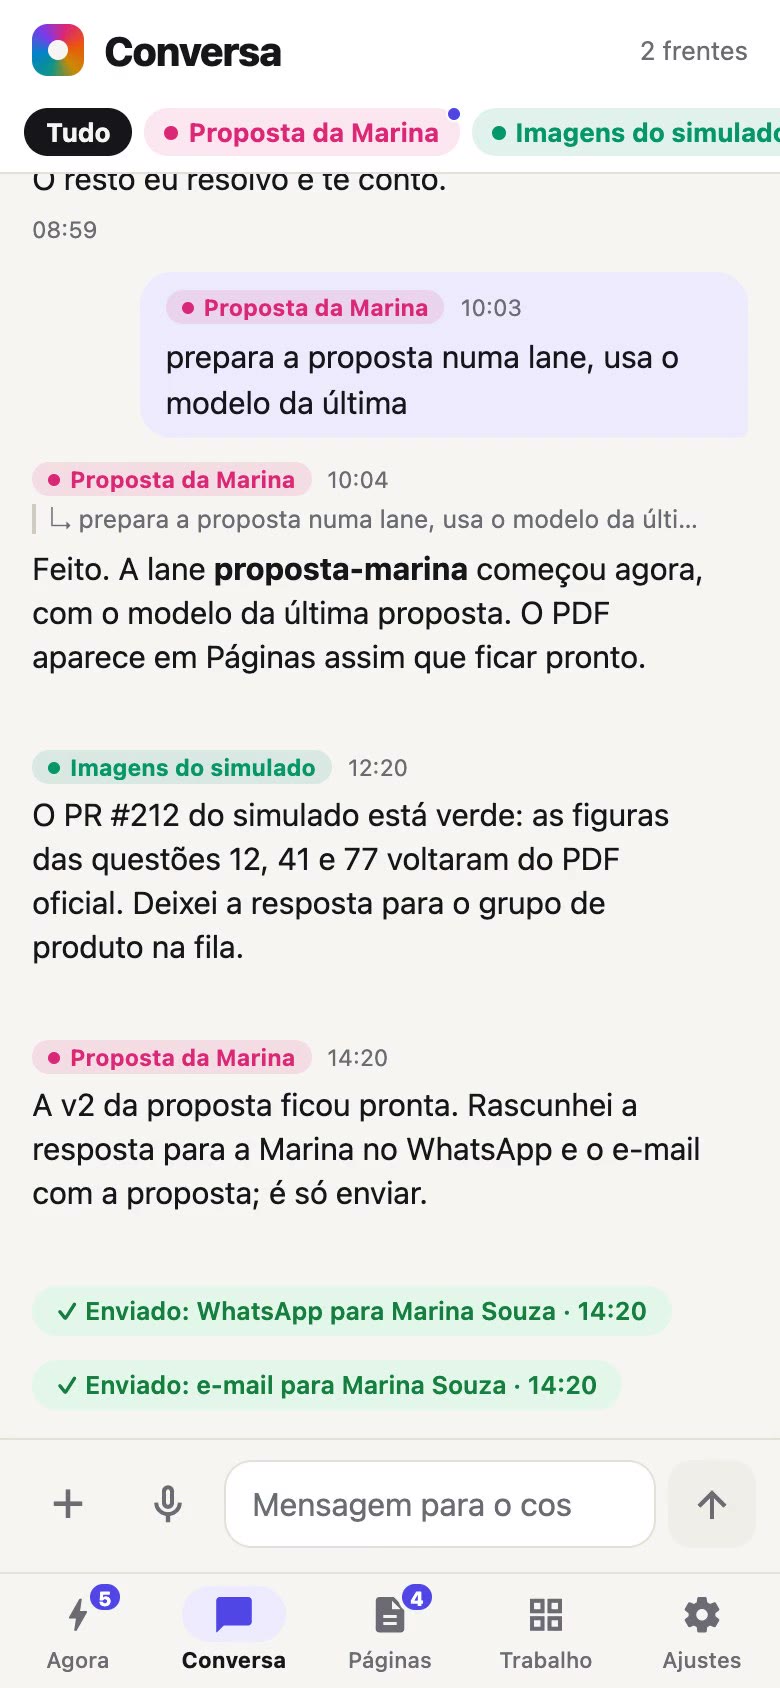 Conversa
2 frentes
Tudo
Proposta da Marina
Imagens do simulado
O resto eu resolvo e te conto.
08:59
Proposta da Marina 10:03
prepara a proposta numa lane, usa o
modelo da última
Proposta da Marina 10:04
prepara a proposta numa lane, usa o modelo da últi...
Feito. A lane proposta-marina começou agora,
com o modelo da última proposta. O PDF
aparece em Páginas assim que ficar pronto.
Imagens do simulado 12:20
O PR #212 do simulado está verde: as figuras
das questões 12, 41 e 77 voltaram do PDF
oficial. Deixei a resposta para o grupo de
produto na fila.
Proposta da Marina 14:20
A v2 da proposta ficou pronta. Rascunhei a
resposta para a Marina no WhatsApp e o e-mail
com a proposta; é só enviar.
✓ Enviado: WhatsApp para Marina Souza · 14:20
✓ Enviado: e-mail para Marina Souza · 14:20
Mensagem para o cos
5
4
Agora
Conversa
Páginas
Trabalho
Ajustes